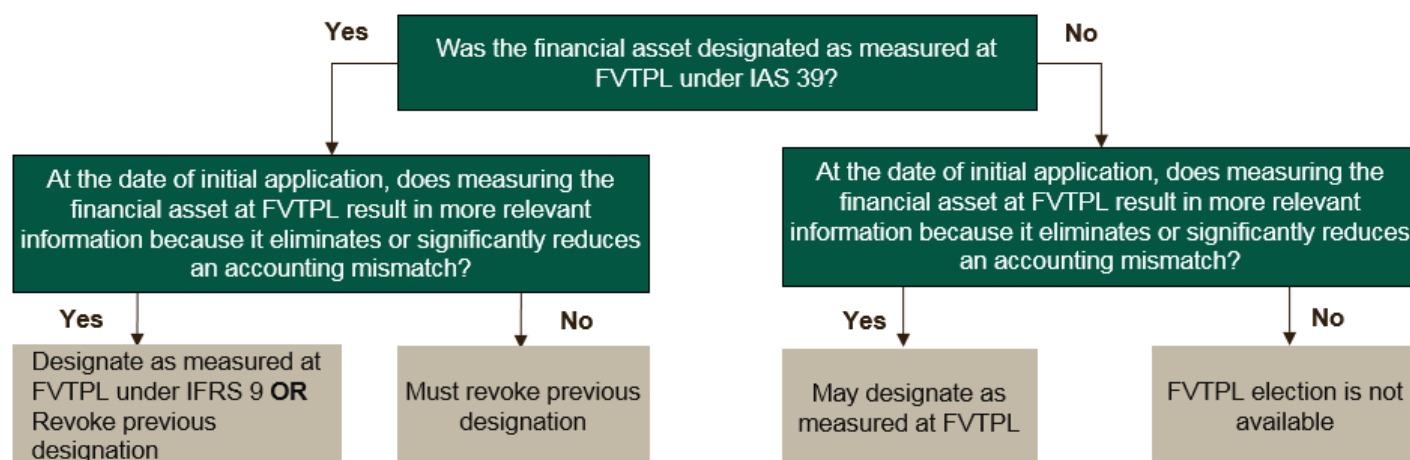 Yes
Was the financial asset designated as measured at
FVTPL under IAS 39?
No
At the date of initial application, does measuring the
financial asset at FVTPL result in more relevant
information because it eliminates or significantly reduces
an accounting mismatch?
At the date of initial application, does measuring the
financial asset at FVTPL result in more relevant
information because it eliminates or significantly reduces
an accounting mismatch?
Yes
No
Yes
No
Designate as measured at
FVTPL under IFRS 9 OR
Revoke previous
designation
Must revoke previous
designation
May designate as
measured at FVTPL
FVTPL election is not
available